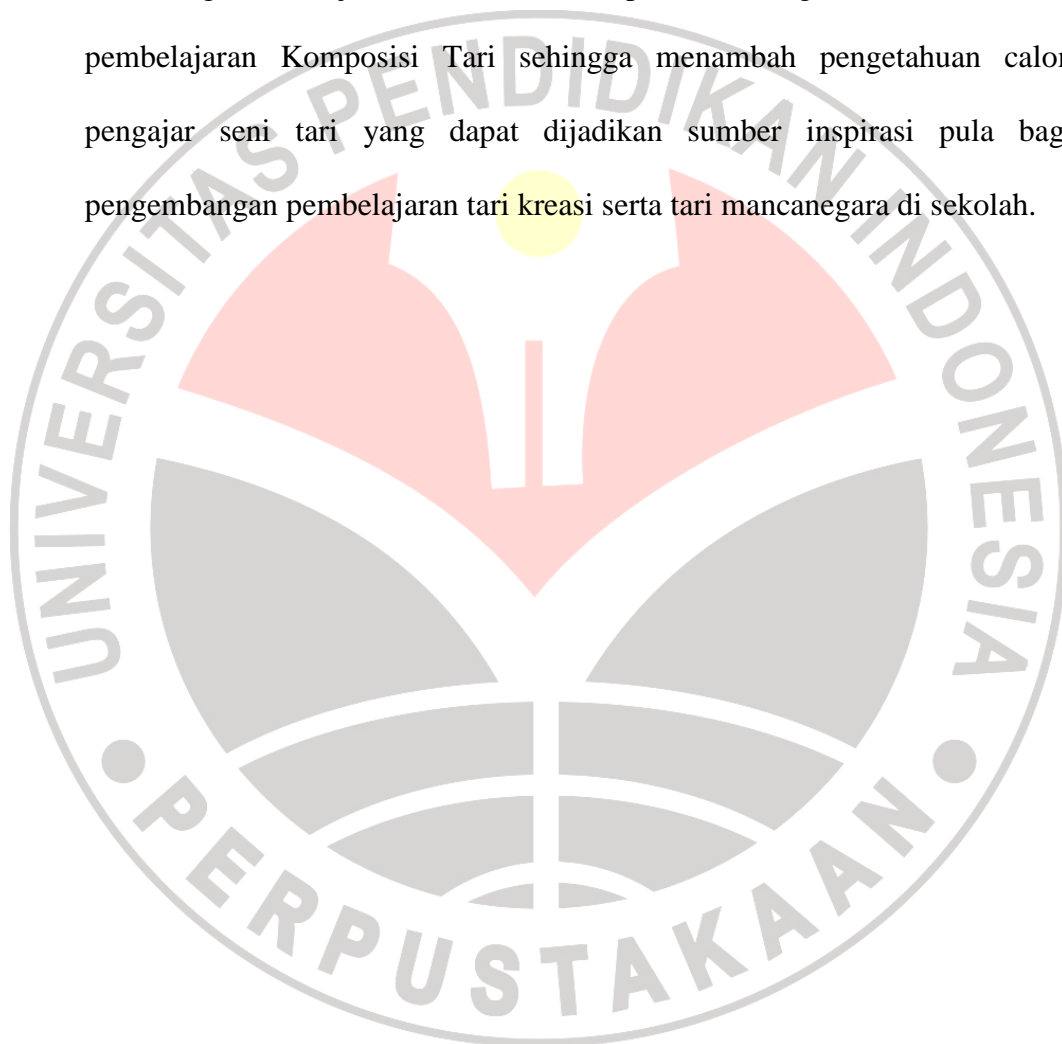 pembelajaran Komposisi Tari sehingga menambah pengetahuan calon
pengajar seni tari yang dapat dijadikan sumber inspirasi pula bag
pengembangan pembelajaran tari kreasi serta tari mancanegara di sekolah.
UNIVERSITAS PENDIDIKAN INDONESIA
PERPUSTAKAAN